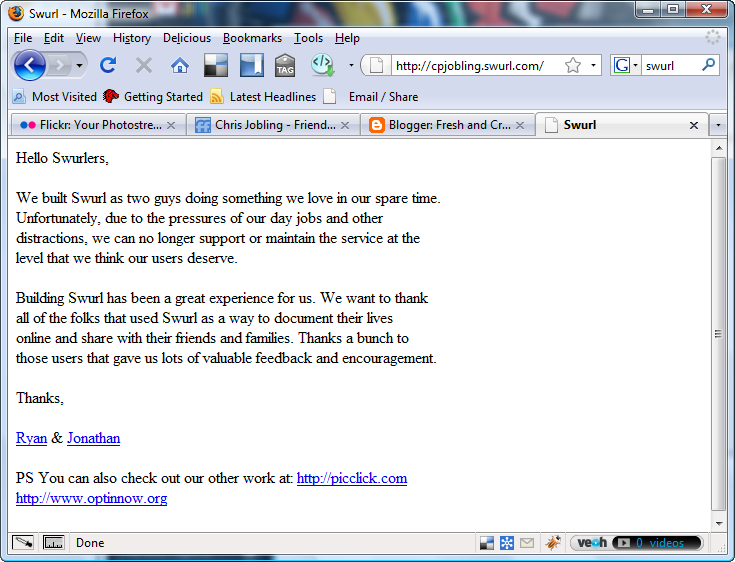 Swurl - Mozilla Firefox
File Edit View History Delicious Bookmarks Tools Help
TAG http://cpjobling.swurl.com/ G swurl
Most Visited Getting Started Latest Headlines Email / Share
Flickr: Your Photostre... Chris Jobling - Friend... Blogger: Fresh and Cr... Swurl
Hello Swurlers,
We built Swurl as two guys doing something we love in our spare time.
Unfortunately, due to the pressures of our day jobs and other
distractions, we can no longer support or maintain the service at the
level that we think our users deserve.
Building Swurl has been a great experience for us. We want to thank
all of the folks that used Swurl as a way to document their lives
online and share with their friends and families. Thanks a bunch to
those users that gave us lots of valuable feedback and encouragement.
Thanks,
Ryan & Jonathan
PS You can also check out our other work at: http://picclick.com
http://www.optinnow.org
Done veoh 0 videos